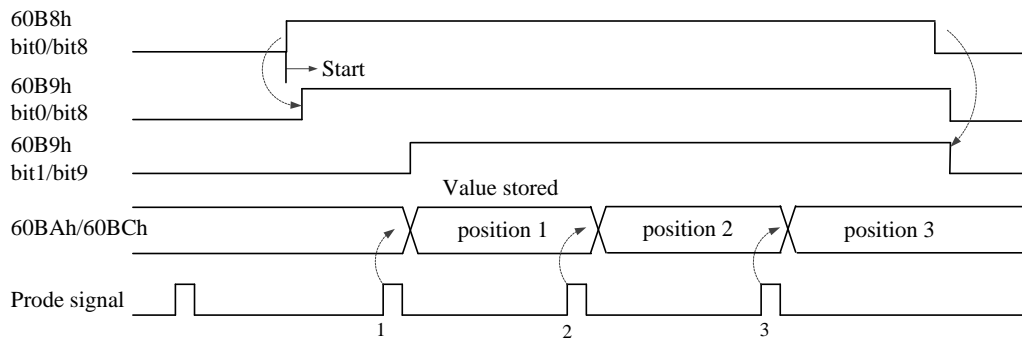 60B8h
bit0/bit8
Start
60B9h
bit0/bit8
60B9h
bit1/bit9
Value stored
60BAh/60BCh
position 1
position 2
position 3
Prode signal
1
2
3